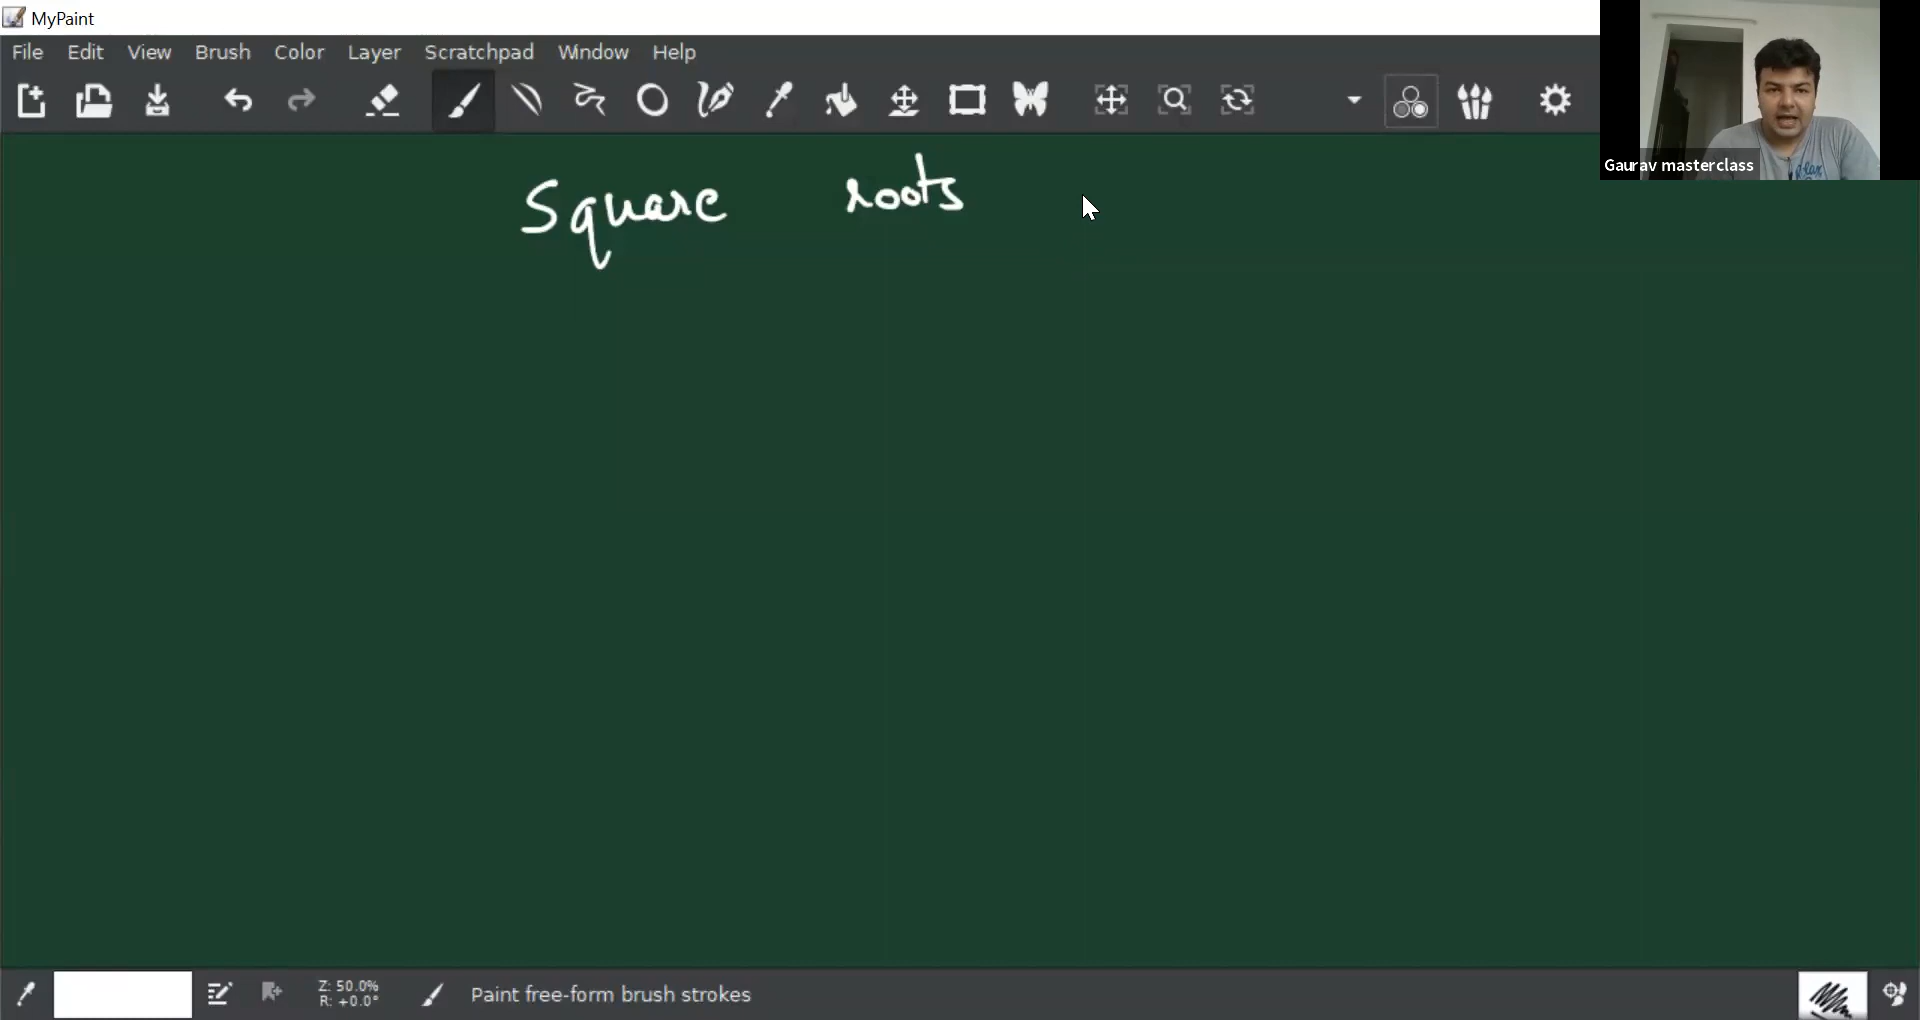 MyPaint
File Edit View Brush Color Layer Scratchpad Window Help
Gaurav masterclass
Square roots
Z: 50.0%
R: +0.0°
Paint free-form brush strokes